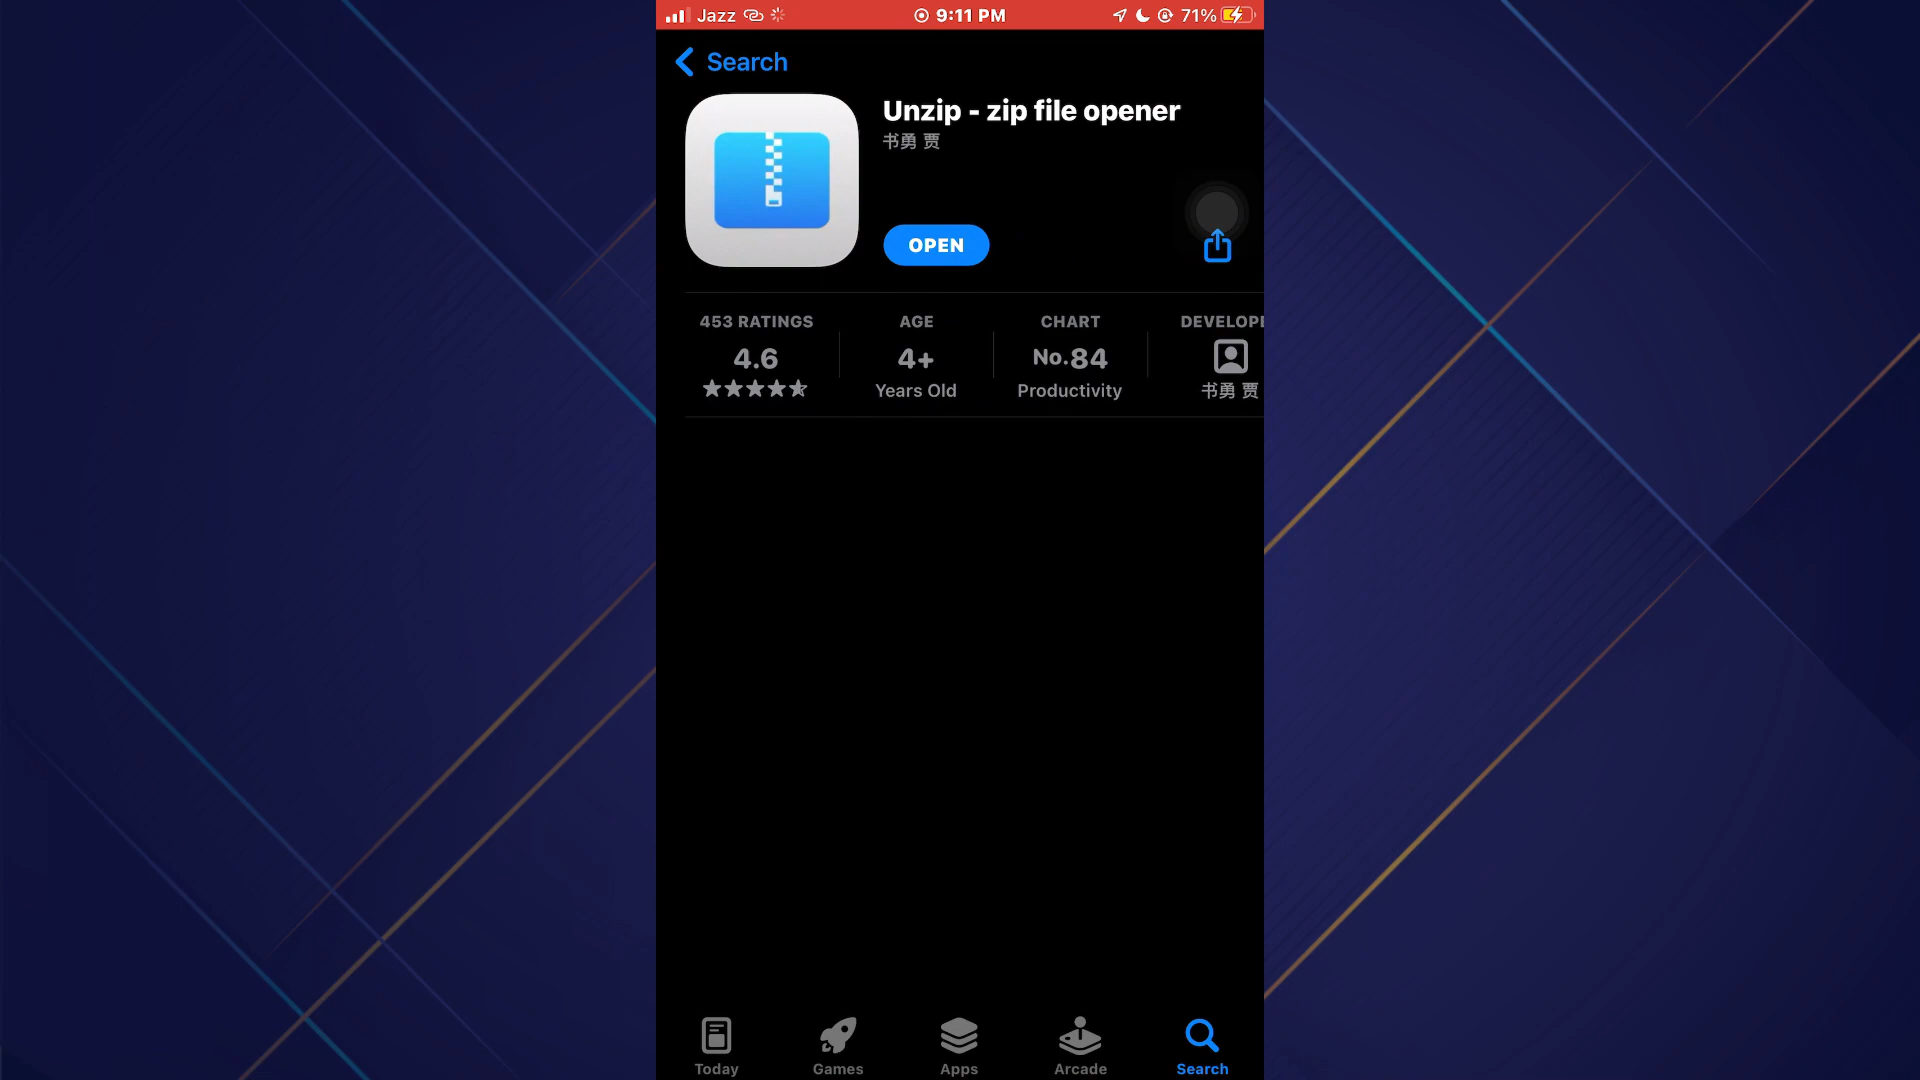 Jazz 9:11 PM 71%
Search
Unzip - zip file opener
书勇 贾
OPEN
453 RATINGS AGE CHART DEVELOPE
4.6 4+ No.84
Years Old Productivity 书勇 贾
Today Games Apps Arcade Search